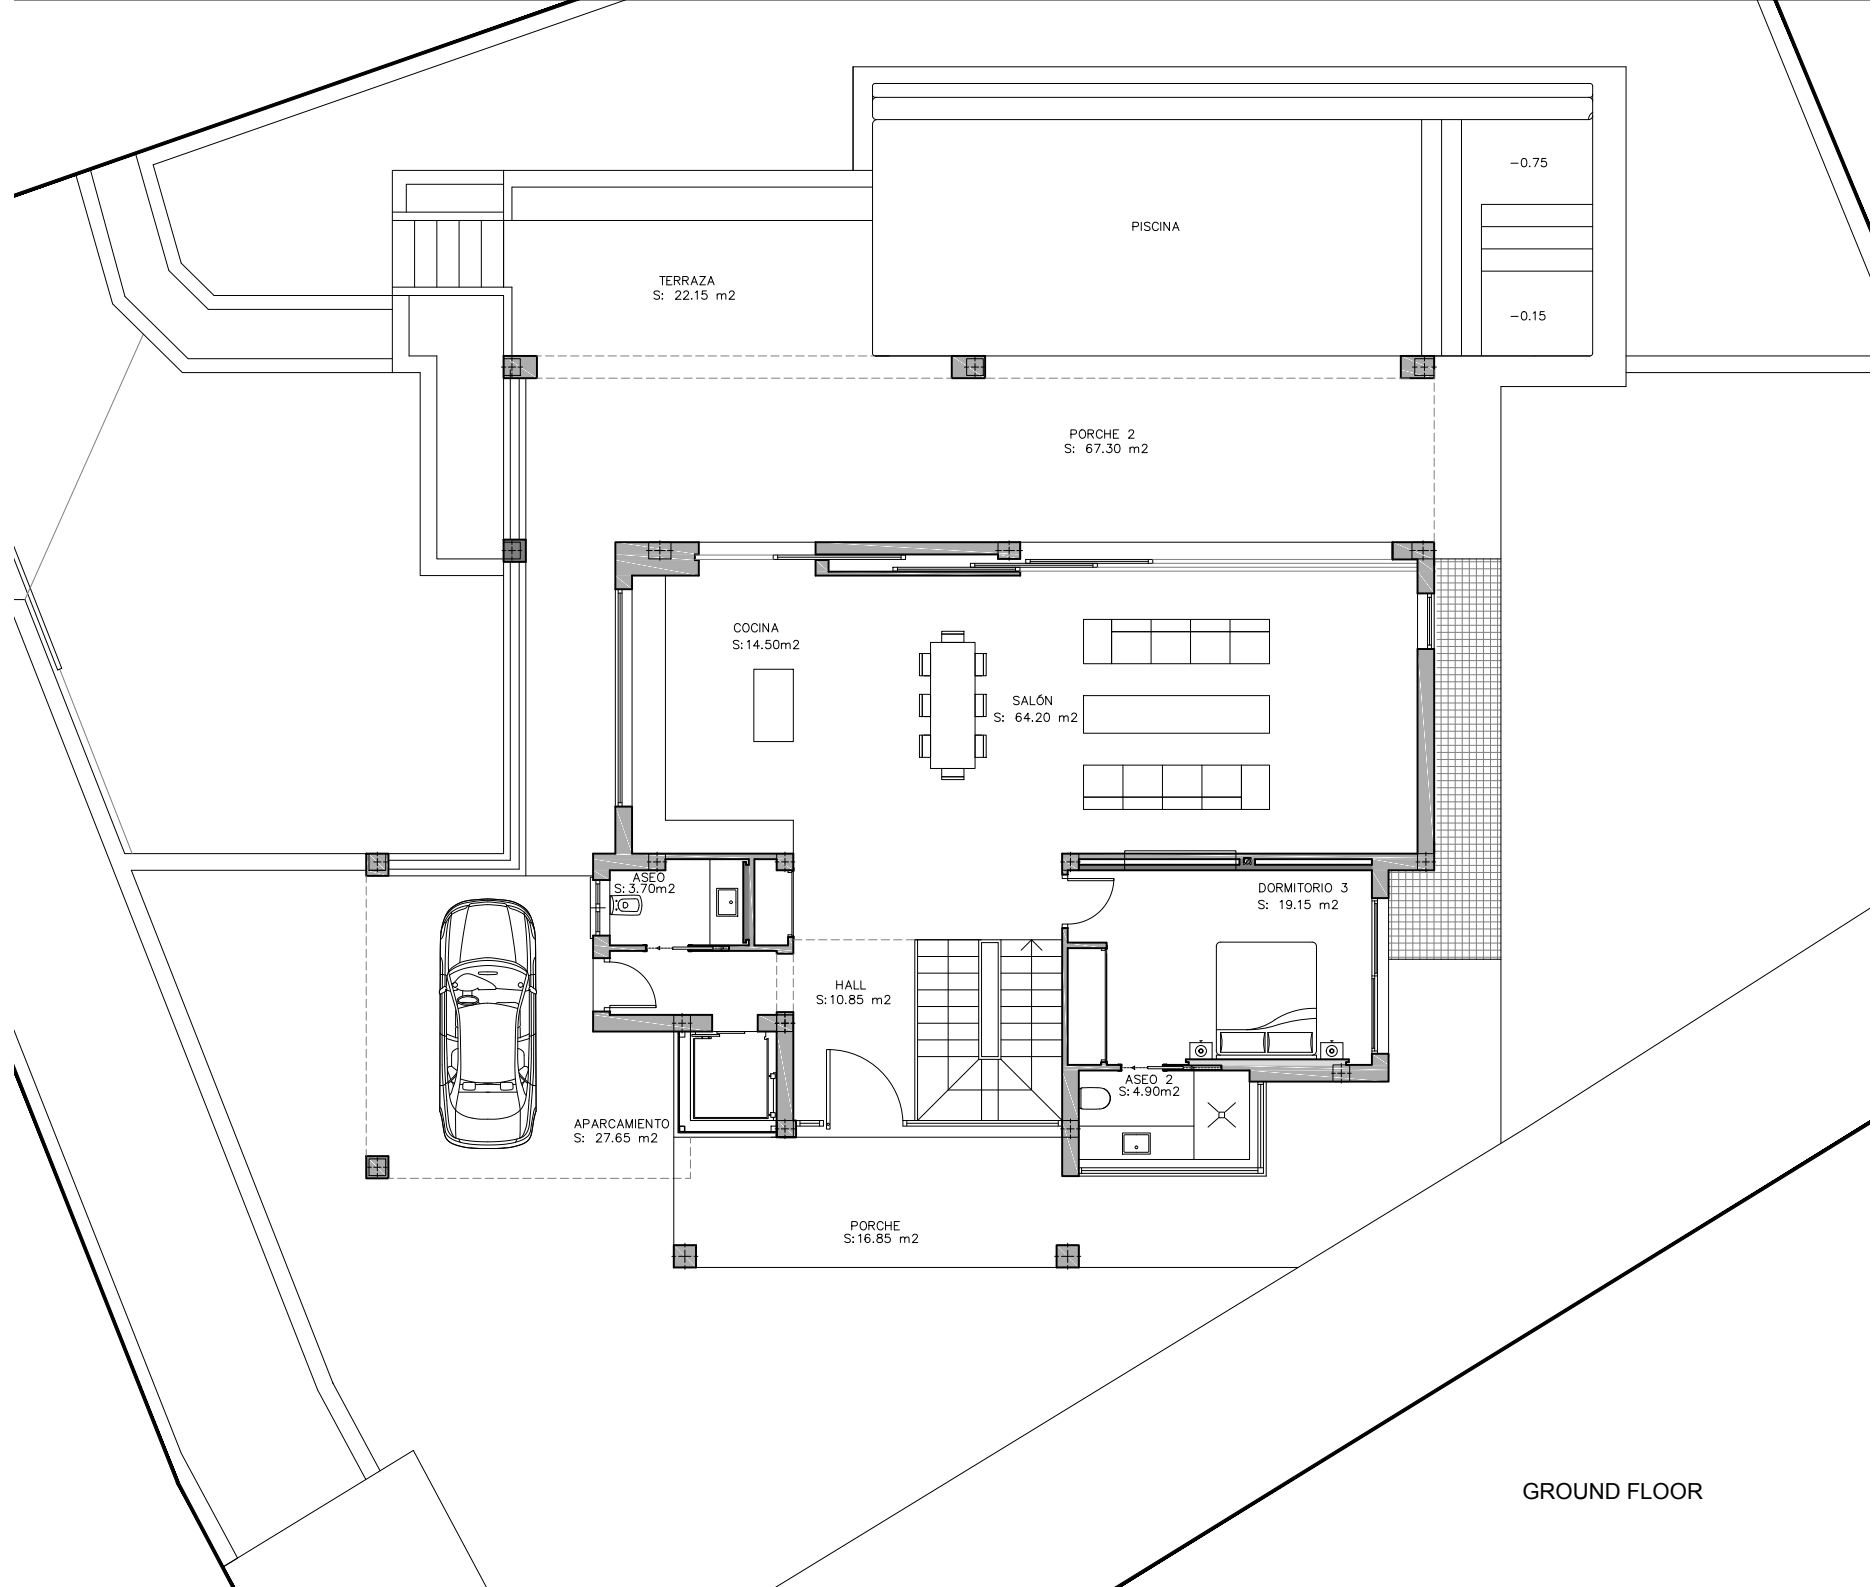 −0.75
PISCINA
TERRAZA
S: 22.15 m2
−0.15
PORCHE 2
S: 67.30 m2
COCINA
S:14.50m2
SALÓN
S: 64.20 m2
ASEO
S:3.70m2
DORMITORIO 3
S: 19.15 m2
HALL
S:10.85 m2
ASEO 2
S:4.90m2
APARCAMIENTO
S: 27.65 m2
PORCHE
S:16.85 m2
GROUND FLOOR